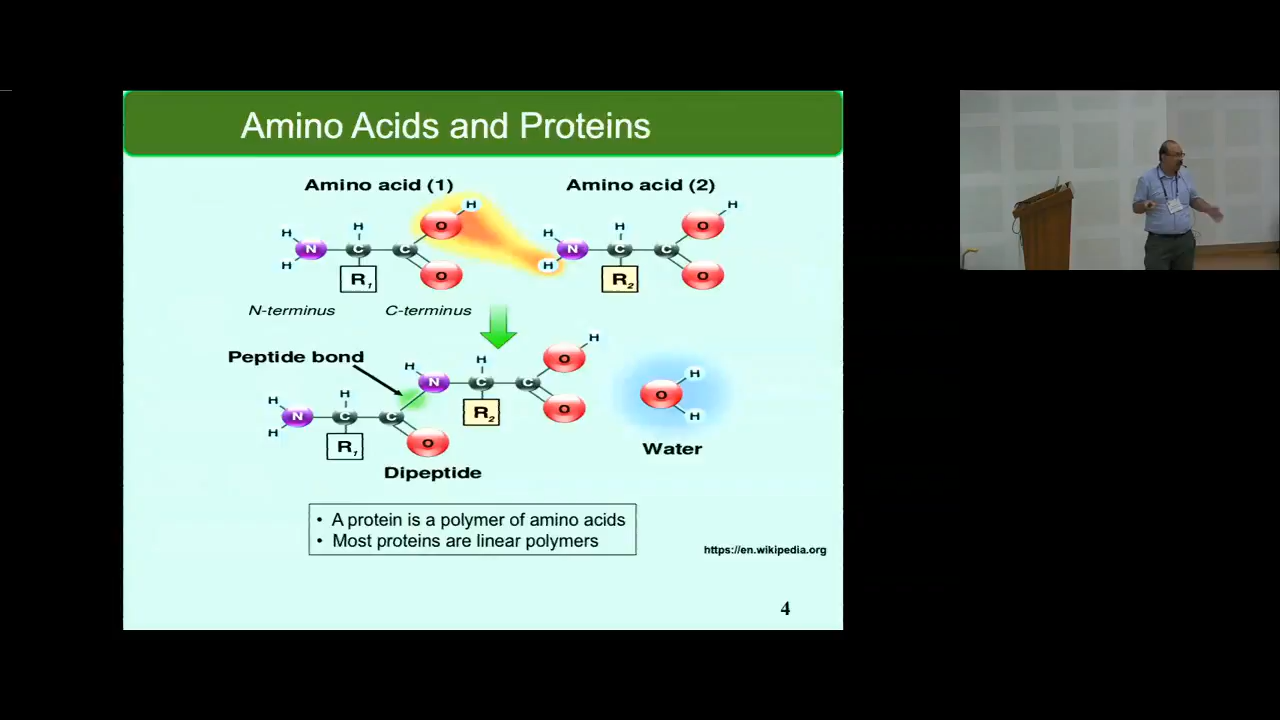 Amino Acids and Proteins
Amino acid (1)
Amino acid (2)
H
H
O
H
N
C
C
H
R1
O
H
H
O
H
N
C
C
H
R2
O
N-terminus
C-terminus
Peptide bond
H
N
H
C
C
O
H
R2
O
H
N
H
C
C
H
R1
O
Dipeptide
H
O
H
Water
• A protein is a polymer of amino acids
• Most proteins are linear polymers
https://en.wikipedia.org
4